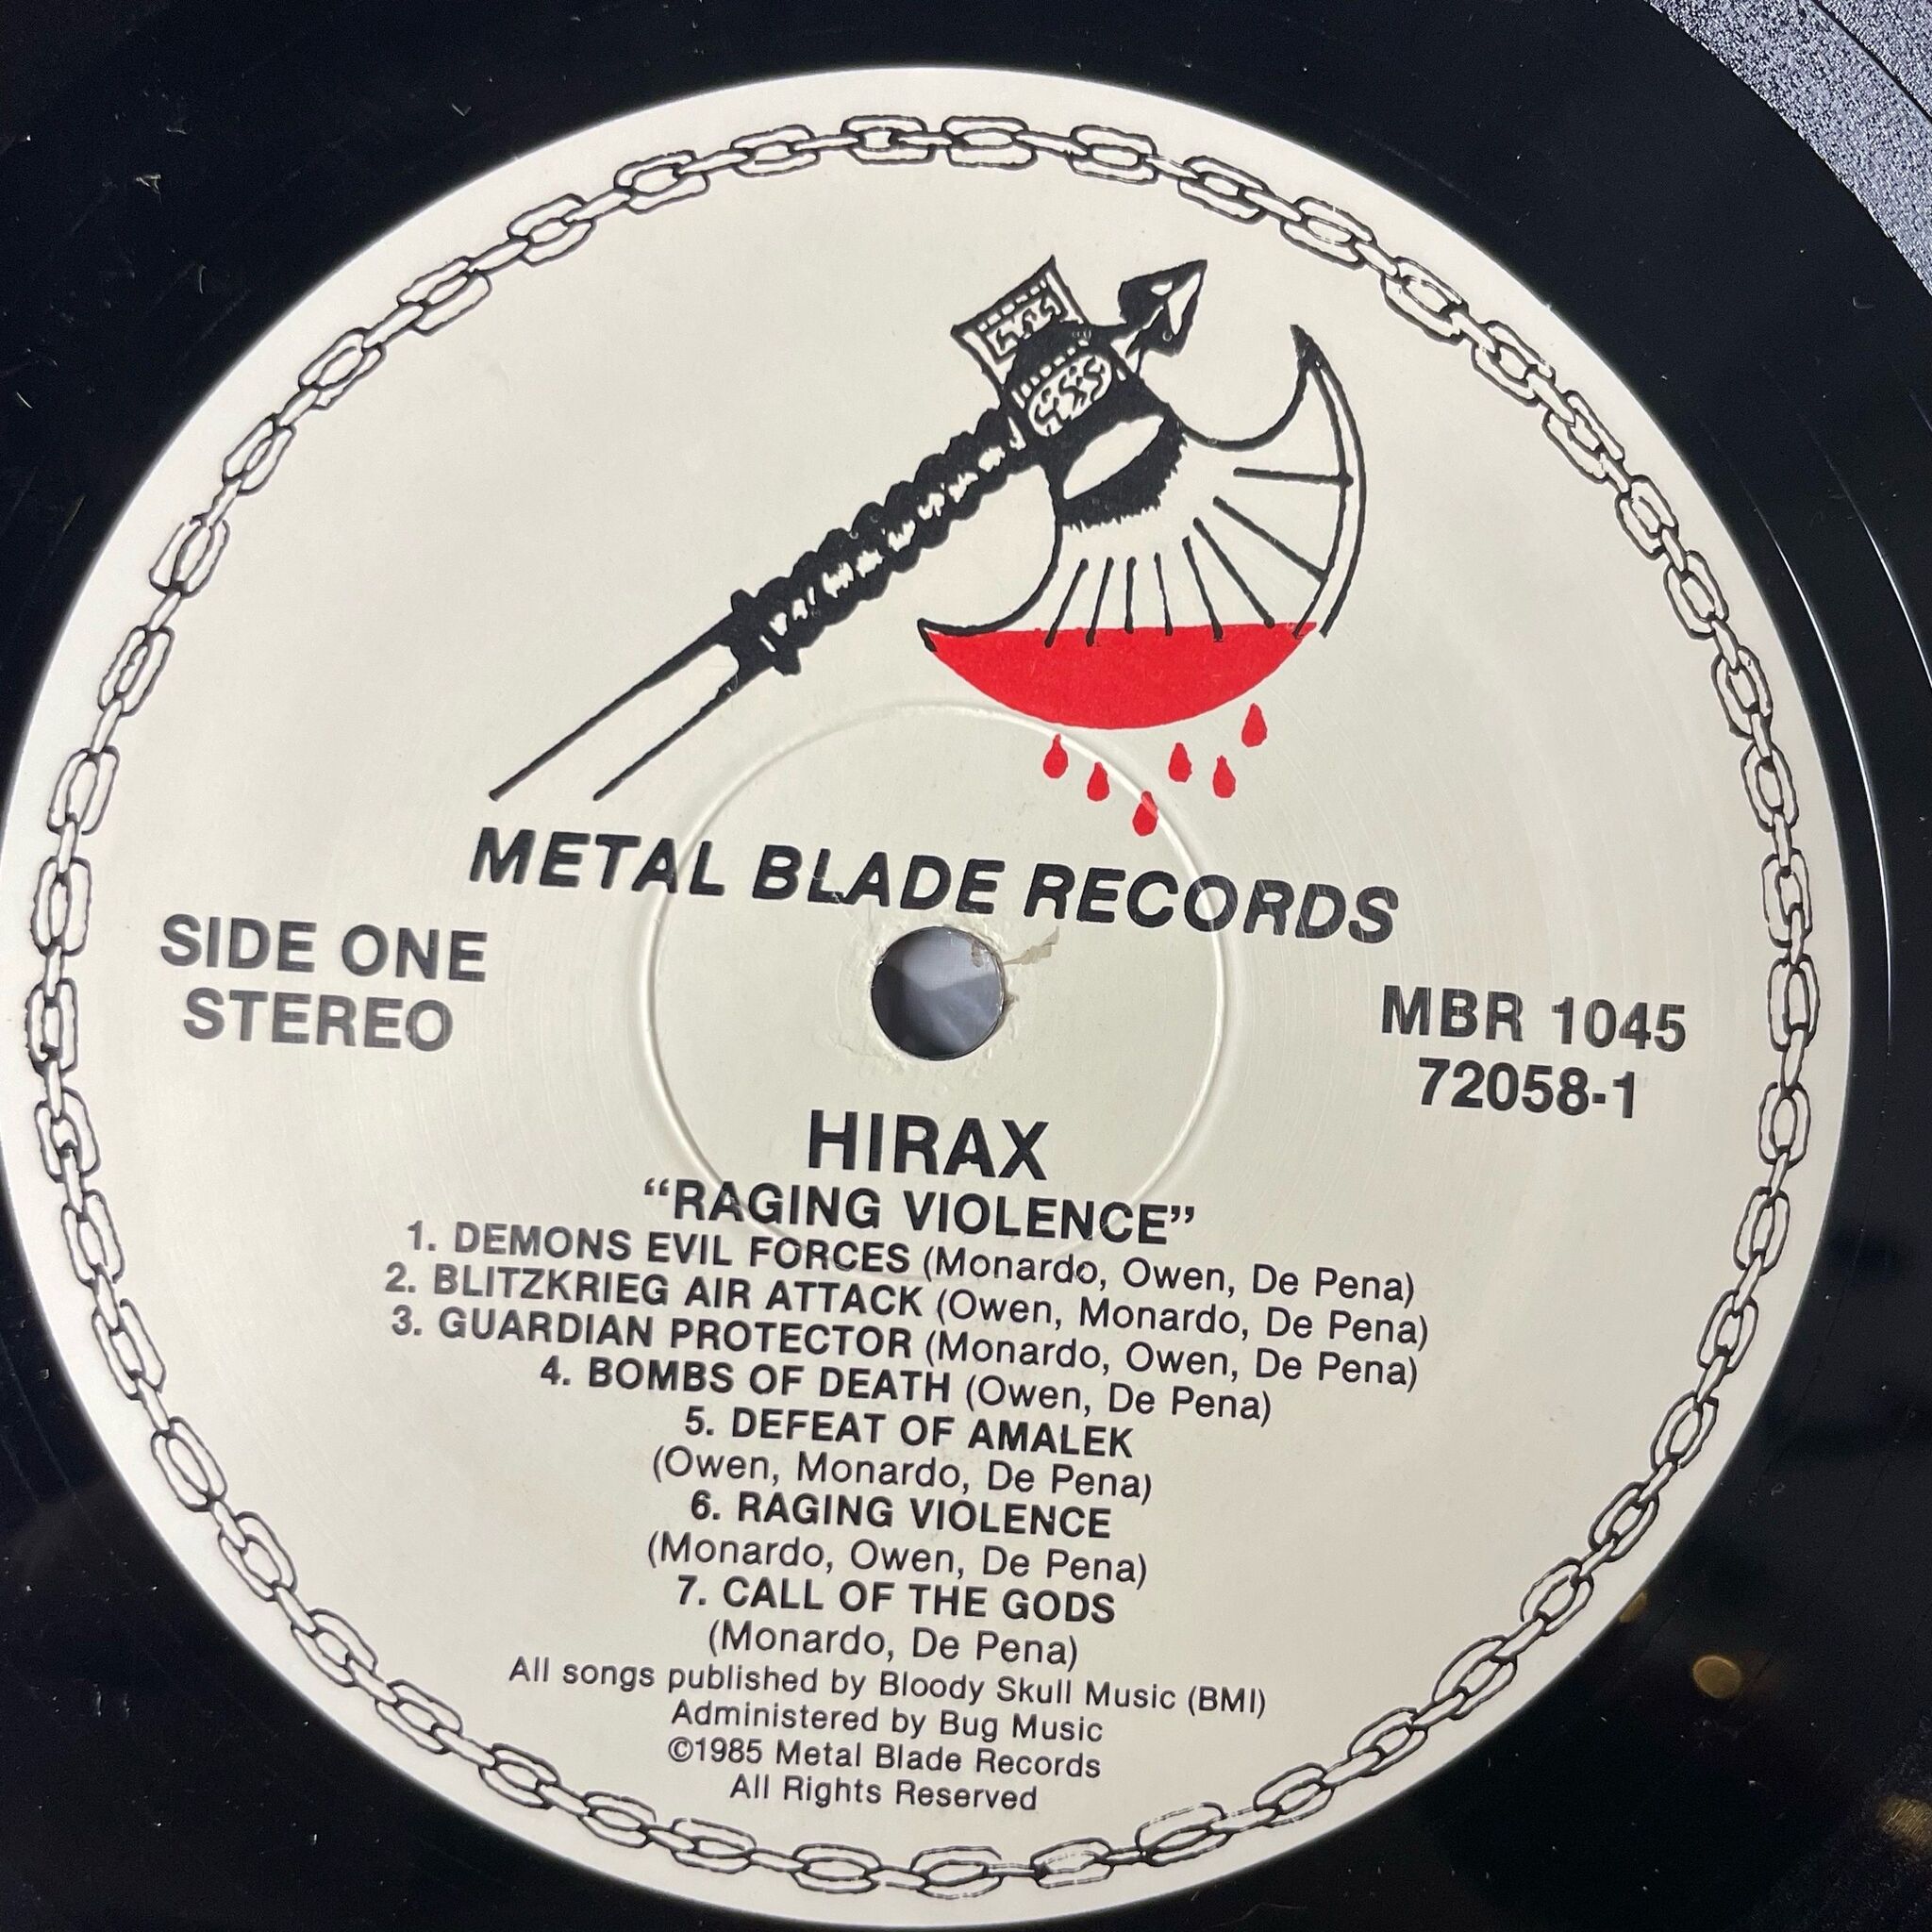 METAL BLADE RECORDS
SIDE ONE
STEREO
MBR 1045
72058-1
HIRAX
“RAGING VIOLENCE”
1. DEMONS EVIL FORCES (Monardo, Owen, De Pena)
2. BLITZKRIEG AIR ATTACK (Owen, Monardo, De Pena)
3. GUARDIAN PROTECTOR (Monardo, Owen, De Pena)
4. BOMBS OF DEATH (Owen, De Pena)
5. DEFEAT OF AMALEK
(Owen, Monardo, De Pena)
6. RAGING VIOLENCE
(Monardo, Owen, De Pena)
7. CALL OF THE GODS
(Monardo, De Pena)
All songs published by Bloody Skull Music (BMI)
Administered by Bug Music
©1985 Metal Blade Records
All Rights Reserved